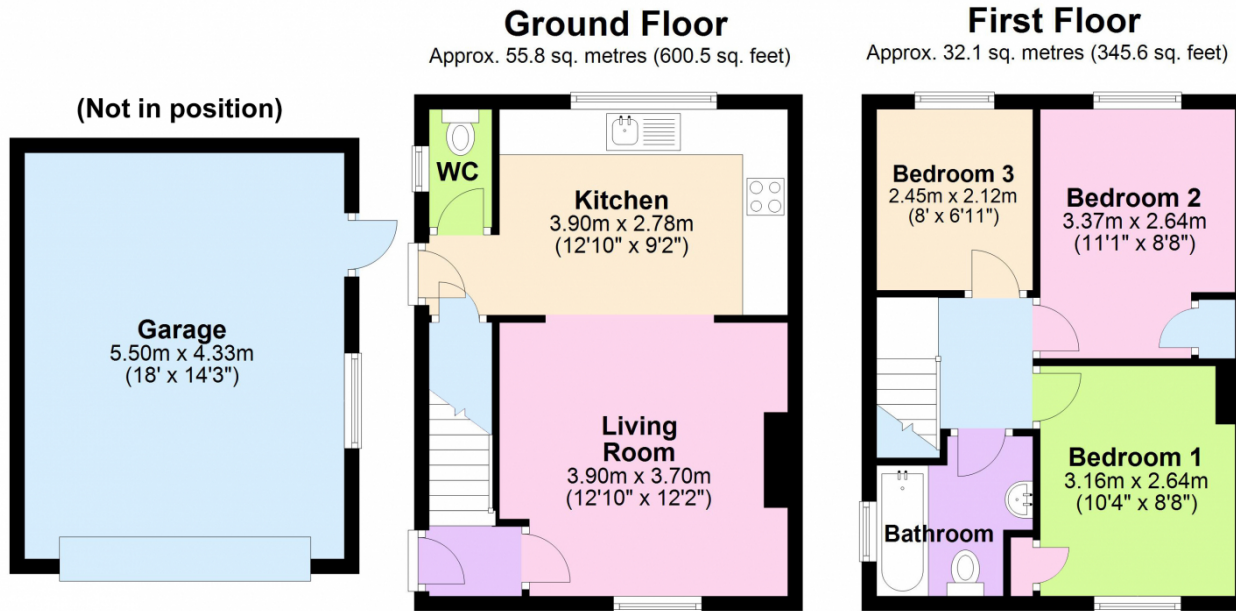 Ground Floor
Approx. 55.8 sq. metres (600.5 sq. feet)
First Floor
Approx. 32.1 sq. metres (345.6 sq. feet)
(Not in position)
Garage
5.50m x 4.33m
(18' x 14'3")
WC
Kitchen
3.90m x 2.78m
(12'10" x 9'2")
Living
Room
3.90m x 3.70m
(12'10" x 12'2")
Bedroom 3
2.45m x 2.12m
(8' x 6'11")
Bedroom 2
3.37m x 2.64m
(11'1" x 8'8")
Bedroom 1
3.16m x 2.64m
(10'4" x 8'8")
Bathroom